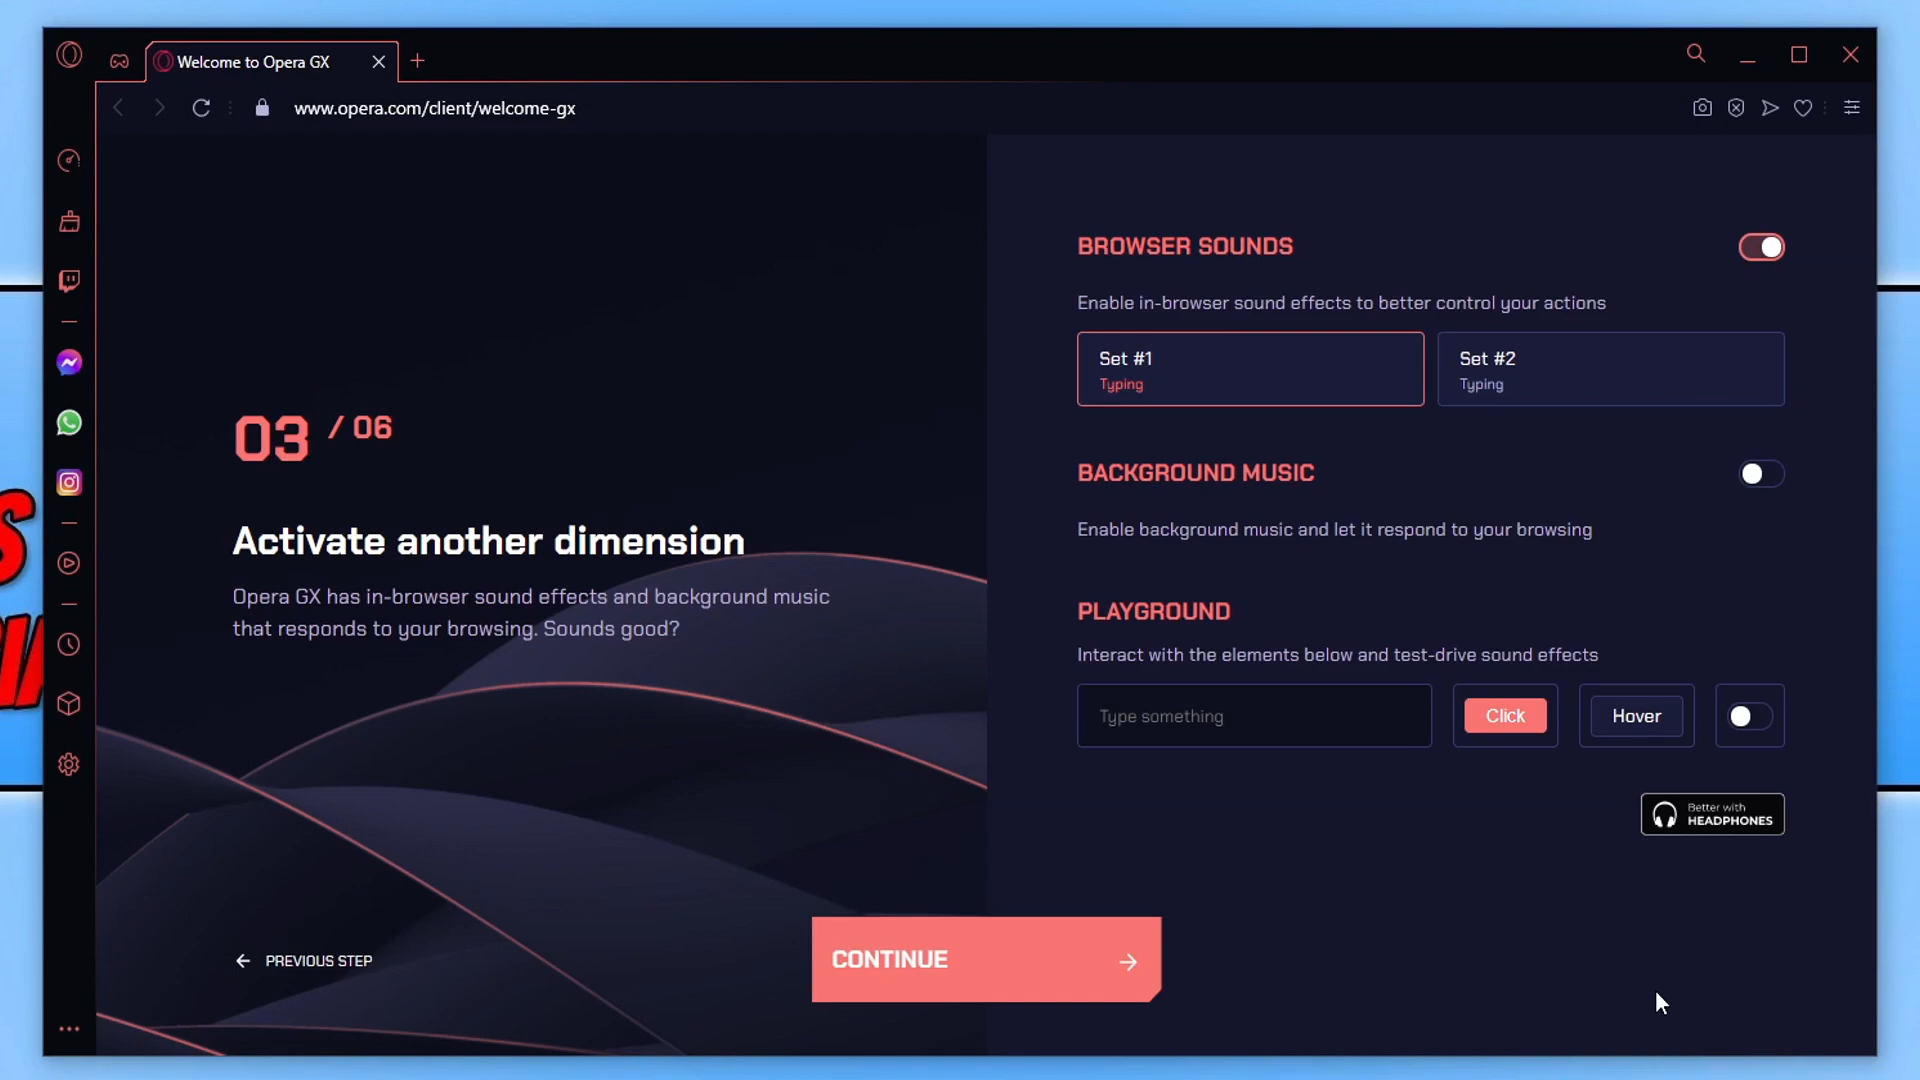 Welcome to Opera GX
www.opera.com/client/welcome-gx
03 / 06
Activate another dimension
Opera GX has in-browser sound effects and background music
that responds to your browsing. Sounds good?
PREVIOUS STEP
CONTINUE
BROWSER SOUNDS
Enable in-browser sound effects to better control your actions
Set #1
Typing
Set #2
Typing
BACKGROUND MUSIC
Enable background music and let it respond to your browsing
PLAYGROUND
Interact with the elements below and test-drive sound effects
Type something
Click
Hover
Better with
HEADPHONES